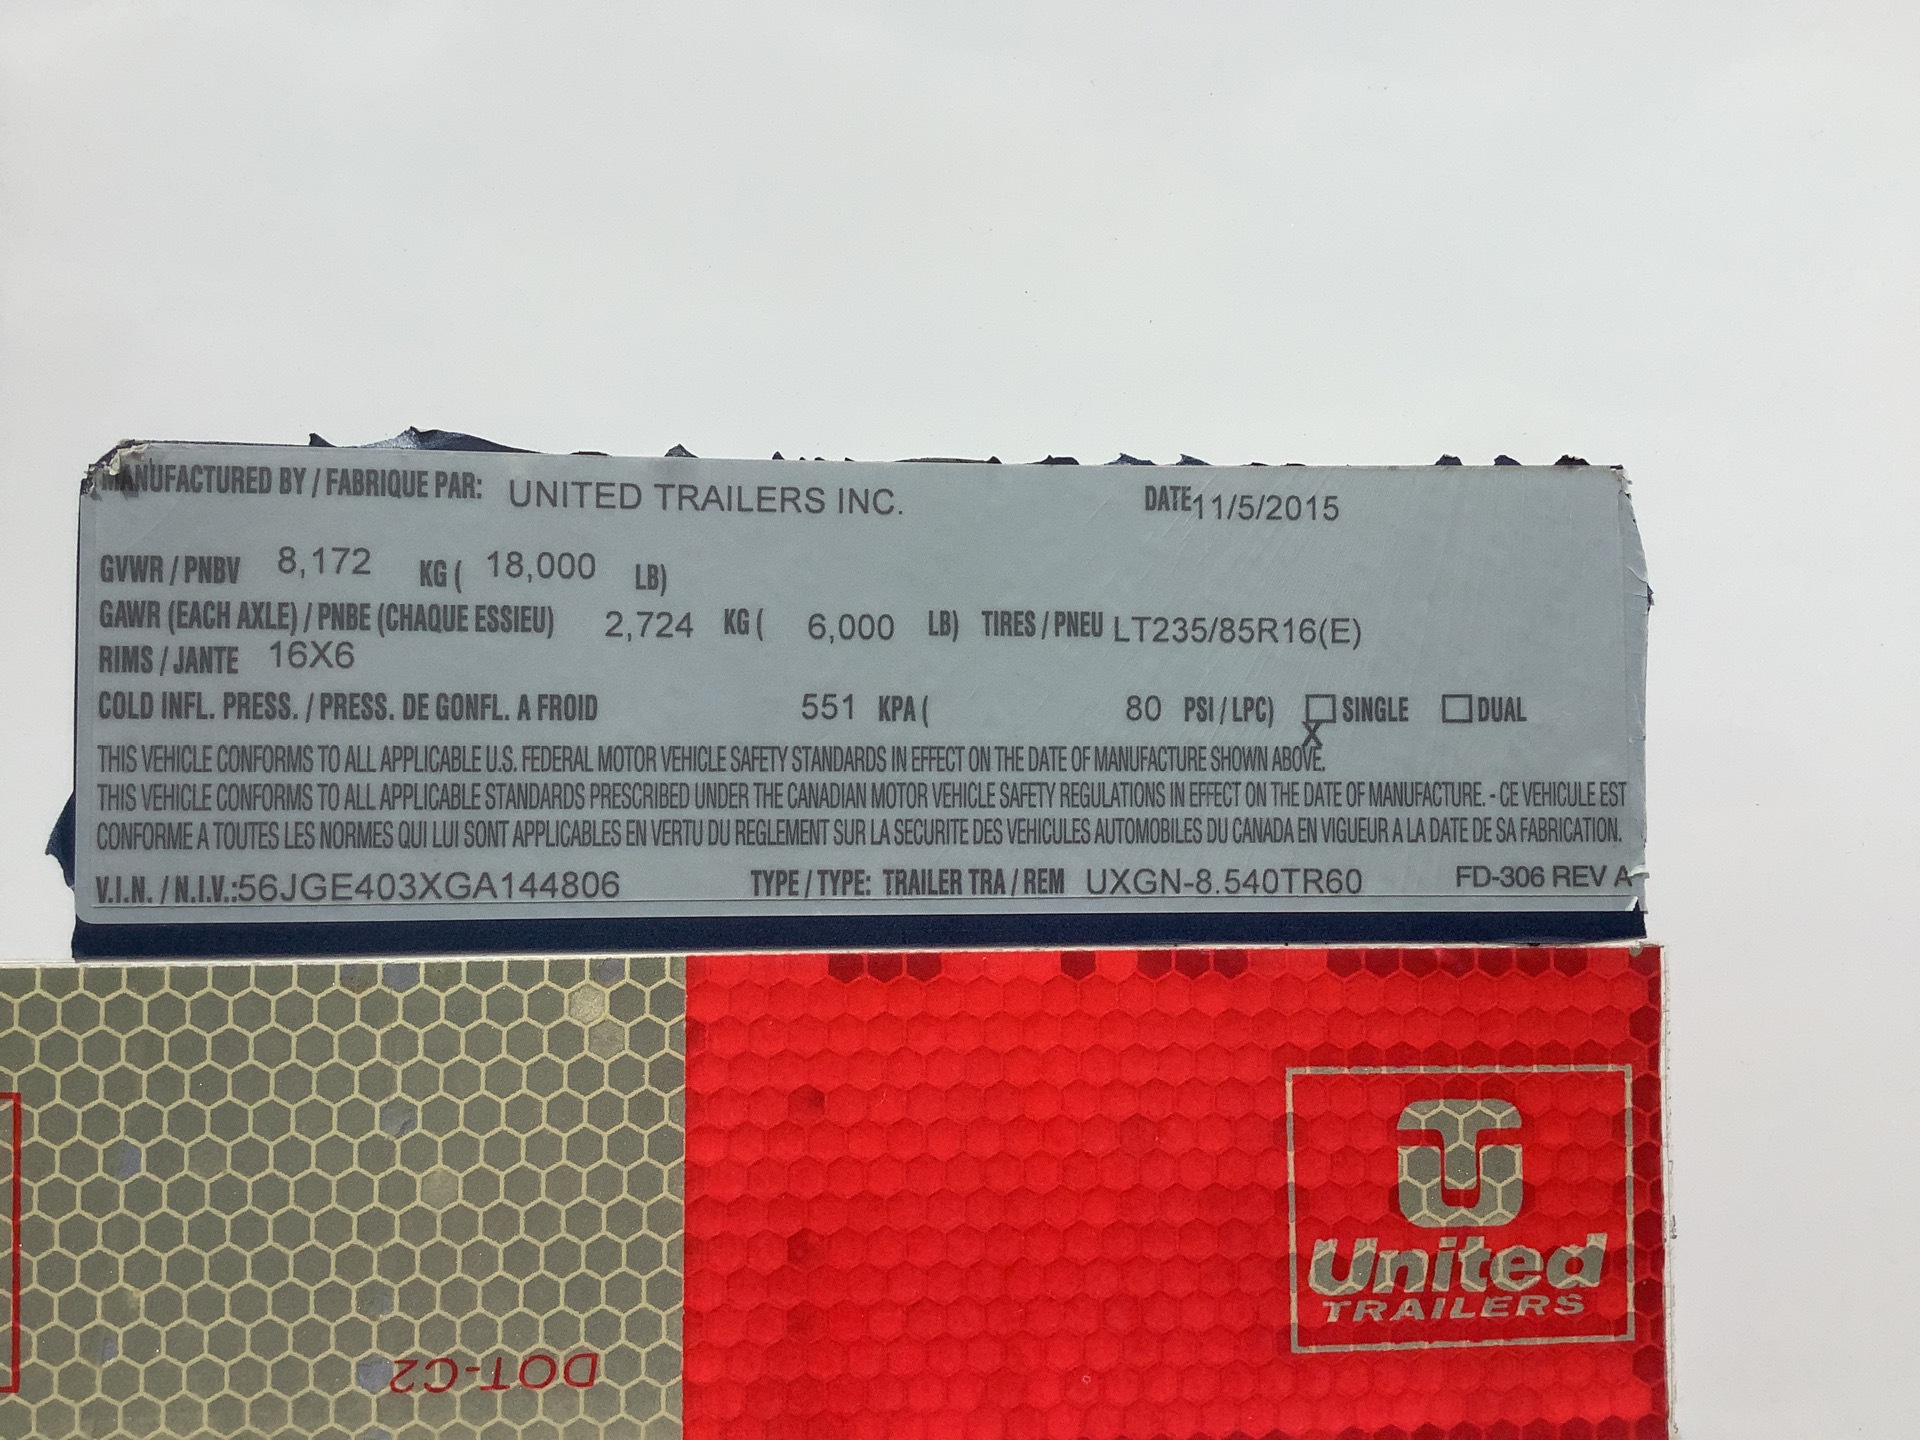 MANUFACTURED BY / FABRIQUE PAR: UNITED TRAILERS INC. DATE 11/5/2015
GVWR / PNBV 8,172 KG ( 18,000 LB)
GAWR (EACH AXLE) / PNBE (CHAQUE ESSIEU) 2,724 KG ( 6,000 LB) TIRES / PNEU LT235/85R16(E)
RIMS / JANTE 16X6
COLD INFL. PRESS. / PRESS. DE GONFL. A FROID 551 KPA ( 80 PSI / LPC) SINGLE DUAL
X
THIS VEHICLE CONFORMS TO ALL APPLICABLE U.S. FEDERAL MOTOR VEHICLE SAFETY STANDARDS IN EFFECT ON THE DATE OF MANUFACTURE SHOWN ABOVE.
THIS VEHICLE CONFORMS TO ALL APPLICABLE STANDARDS PRESCRIBED UNDER THE CANADIAN MOTOR VEHICLE SAFETY REGULATIONS IN EFFECT ON THE DATE OF MANUFACTURE. - CE VEHICULE EST
CONFORME A TOUTES LES NORMES QUI LUI SONT APPLICABLES EN VERTU DU REGLEMENT SUR LA SECURITE DES VEHICULES AUTOMOBILES DU CANADA EN VIGUEUR A LA DATE DE SA FABRICATION.
V.I.N. / N.I.V.: 56JGE403XGA144806 TYPE / TYPE: TRAILER TRA / REM UXGN-8.540TR60 FD-306 REV A
United
TRAILERS
DOT-C2